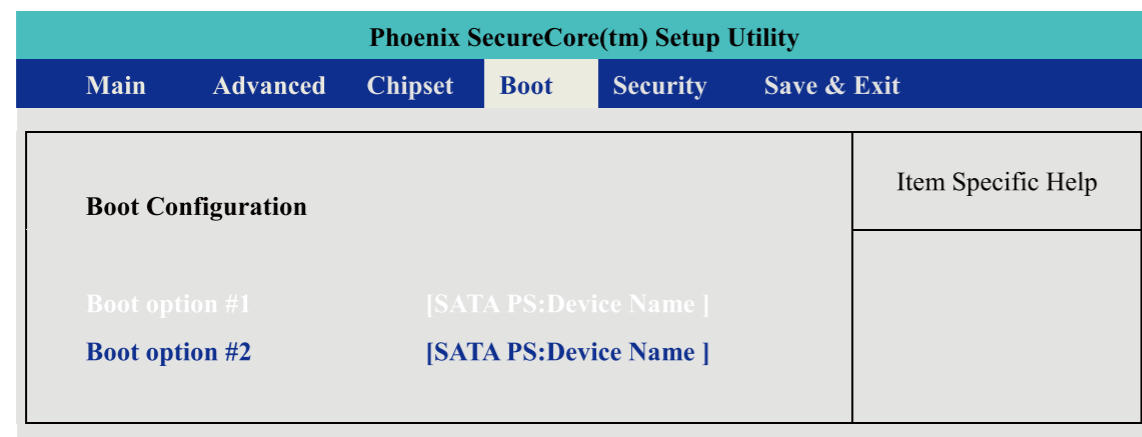 Phoenix SecureCore(tm) Setup Utility
Main Advanced Chipset Boot Security Save & Exit
Item Specific Help
Boot Configuration
Boot option #1 [SATA PS:Device Name ]
Boot option #2 [SATA PS:Device Name ]